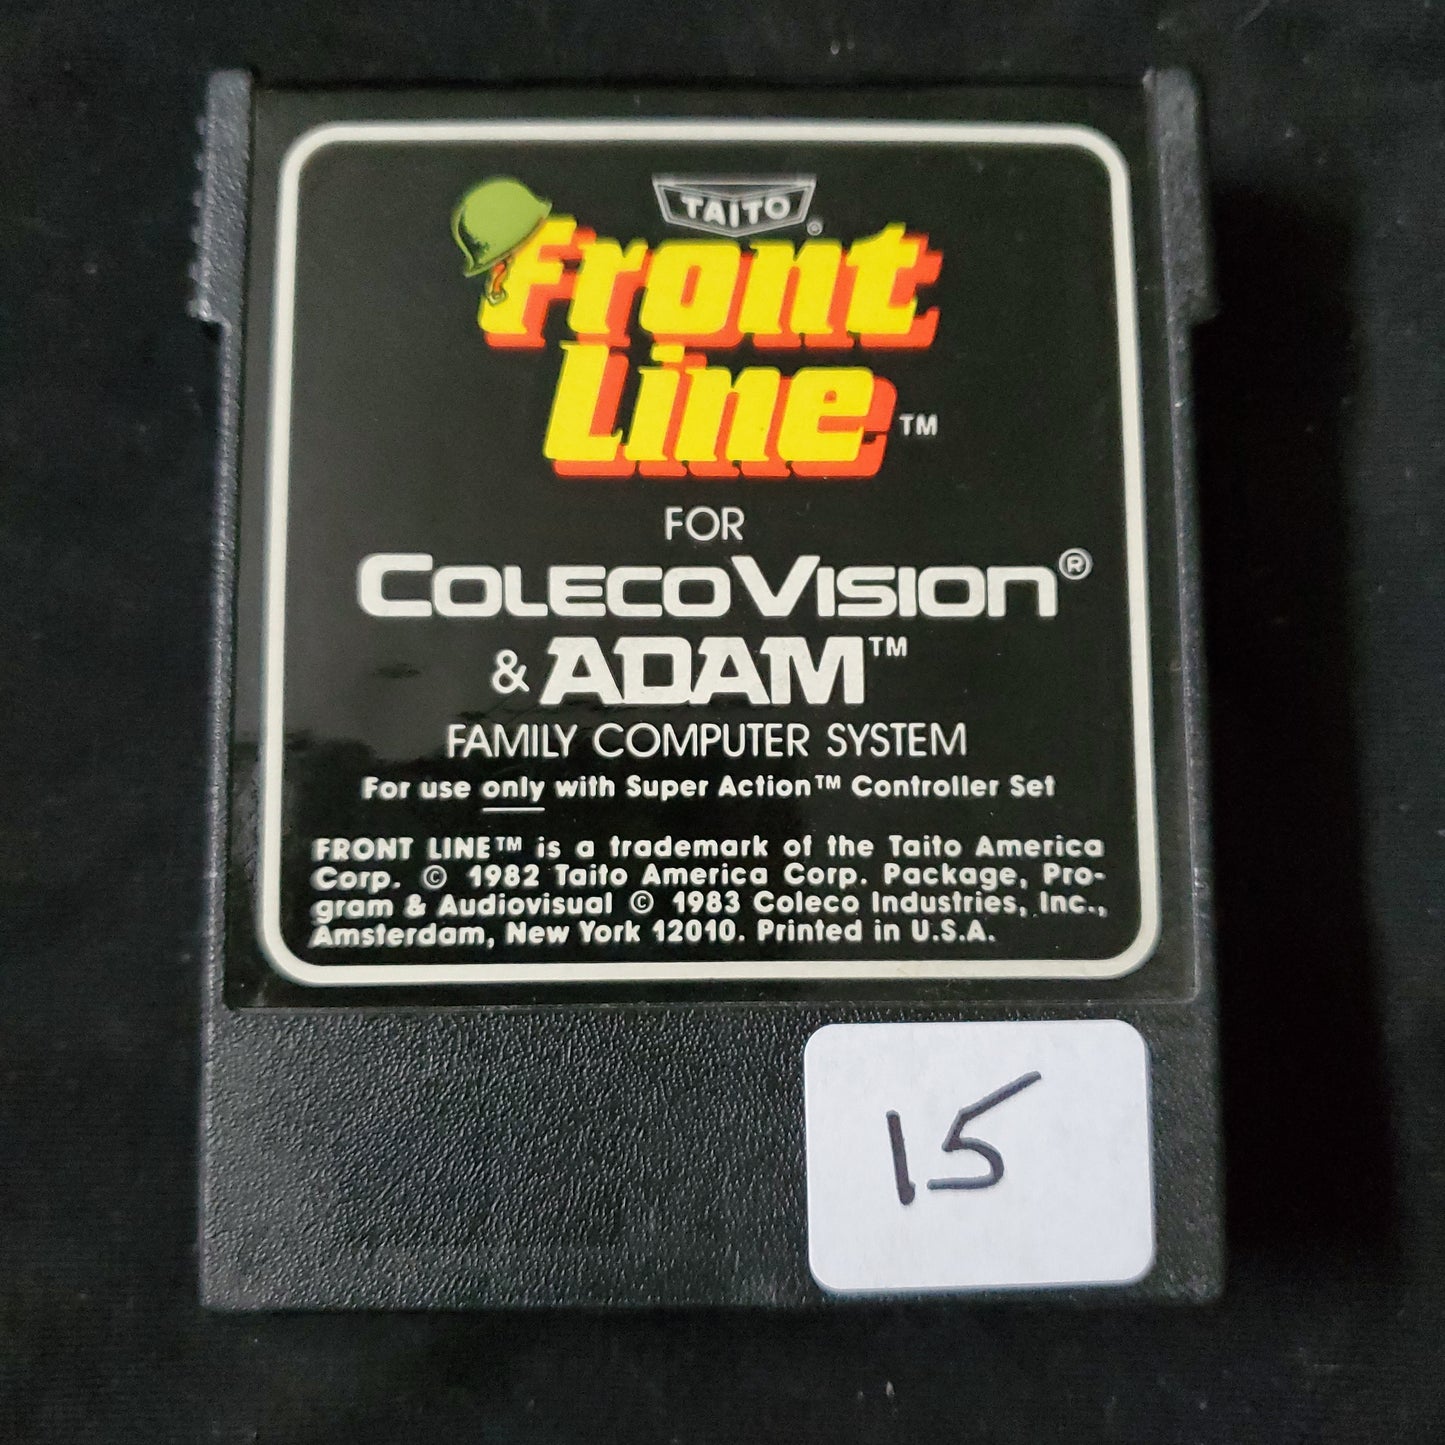 TAITO®
Front
Line™
FOR
COLECOVISION®
& ADAM™
FAMILY COMPUTER SYSTEM
For use only with Super Action™ Controller Set
FRONT LINE™ is a trademark of the Taito America
Corp. © 1982 Taito America Corp. Package, Pro-
gram & Audiovisual © 1983 Coleco Industries, Inc.,
Amsterdam, New York 12010. Printed in U.S.A.
15